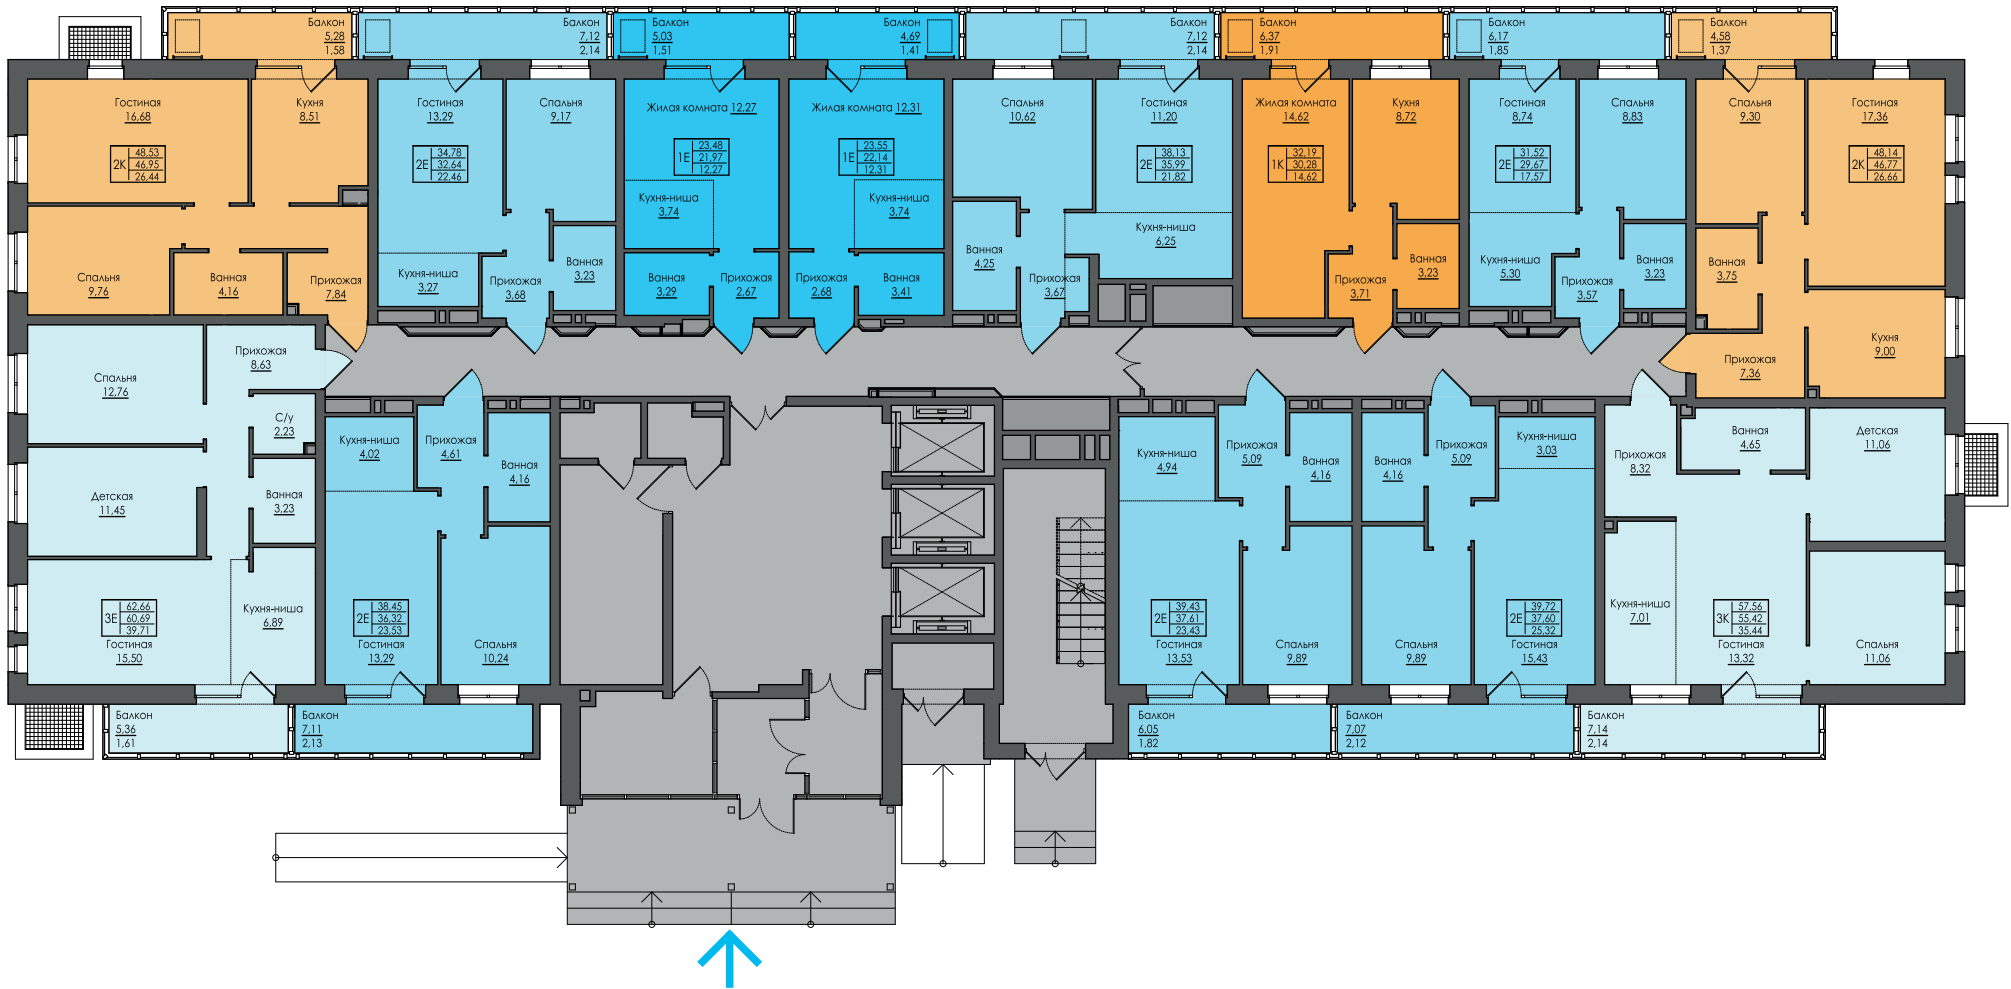 Балкон
5,28
1,58
Балкон
7,12
2,14
Балкон
5,03
1,51
Балкон
4,69
1,41
Балкон
7,12
2,14
Балкон
6,37
1,91
Балкон
6,17
1,85
Балкон
4,58
1,37
Гостиная
16,68
2К
48,53
46,95
26,44
Кухня
8,51
Спальня
9,76
Ванная
4,16
Прихожая
7,84
Гостиная
13,29
2Е
34,78
32,64
22,46
Спальня
9,17
Кухня-ниша
3,27
Прихожая
3,68
Ванная
3,23
Жилая комната 12,27
1Е
23,48
21,97
12,27
Кухня-ниша
3,74
Ванная
3,29
Прихожая
2,67
Жилая комната 12,31
1Е
23,55
22,14
12,31
Кухня-ниша
3,74
Прихожая
2,68
Ванная
3,41
Спальня
10,62
Гостиная
11,20
2Е
38,13
35,99
21,82
Ванная
4,25
Кухня-ниша
6,25
Прихожая
3,67
Жилая комната
14,62
1К
32,19
30,28
14,62
Кухня
8,72
Прихожая
3,71
Ванная
3,23
Гостиная
8,74
2Е
31,52
29,67
17,57
Спальня
8,83
Кухня-ниша
5,30
Прихожая
3,57
Ванная
3,23
Спальня
9,30
Гостиная
17,36
2К
48,14
46,77
26,66
Ванная
3,75
Прихожая
7,36
Кухня
9,00
Спальня
12,76
Прихожая
8,63
С/у
2,23
Детская
11,45
Ванная
3,23
3Е
62,66
60,69
39,71
Гостиная
15,50
Кухня-ниша
6,89
Кухня-ниша
4,02
Прихожая
4,61
Ванная
4,16
2Е
38,45
36,32
23,53
Гостиная
13,29
Спальня
10,24
Кухня-ниша
4,94
Прихожая
5,09
Ванная
4,16
2Е
39,43
37,61
23,43
Гостиная
13,53
Спальня
9,89
Ванная
4,16
Прихожая
5,09
Кухня-ниша
3,03
Спальня
9,89
2Е
39,72
37,60
25,32
Гостиная
15,43
Прихожая
8,32
Ванная
4,65
Детская
11,06
Кухня-ниша
7,01
3К
57,56
55,42
35,44
Гостиная
13,32
Спальня
11,06
Балкон
5,36
1,61
Балкон
7,11
2,13
Балкон
6,05
1,82
Балкон
7,07
2,12
Балкон
7,14
2,14